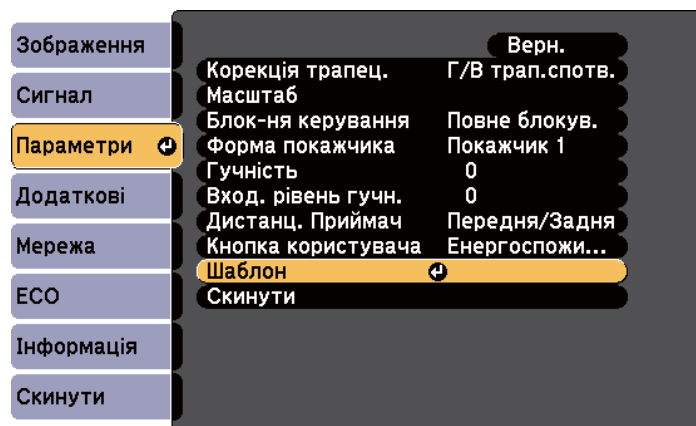 Зображення
Сигнал
Параметри
Додаткові
Мережа
ECO
Інформація
Скинути
Верн.
Корекція трапец. Г/В трап.спотв.
Масштаб
Блок-ня керування Повне блокув.
Форма покажчика Покажчик 1
Гучність 0
Вход. рівень гучн. 0
Дистанц. Приймач Передня/Задня
Кнопка користувача Енергоспожи...
Шаблон
Скинути